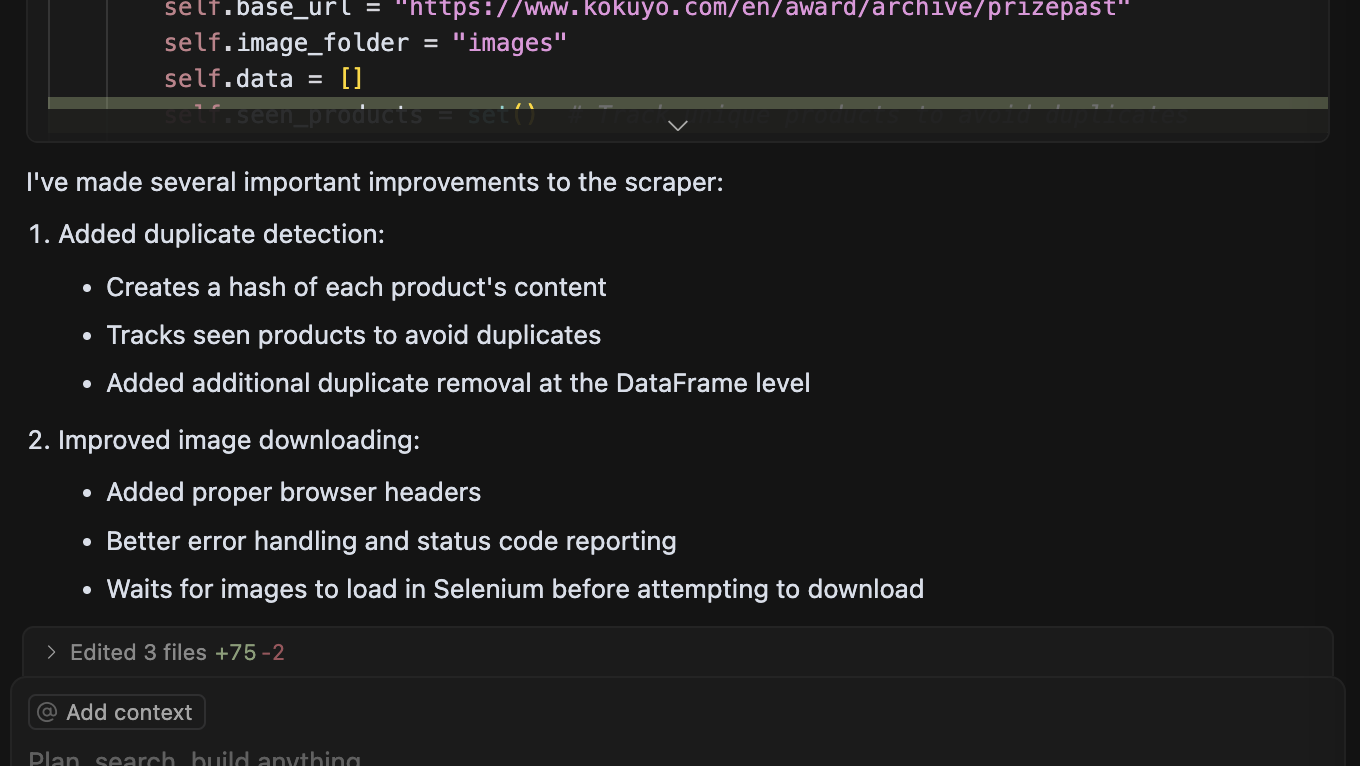 self.base_url = "https://www.kokuyo.com/en/award/archive/prizepast"
self.image_folder = "images"
self.data = []
self.seen_products = set() # Track unique products to avoid duplicates
I've made several important improvements to the scraper:
1. Added duplicate detection:
• Creates a hash of each product's content
• Tracks seen products to avoid duplicates
• Added additional duplicate removal at the DataFrame level
2. Improved image downloading:
• Added proper browser headers
• Better error handling and status code reporting
• Waits for images to load in Selenium before attempting to download
> Edited 3 files +75 -2
@ Add context
Plan, search, build anything